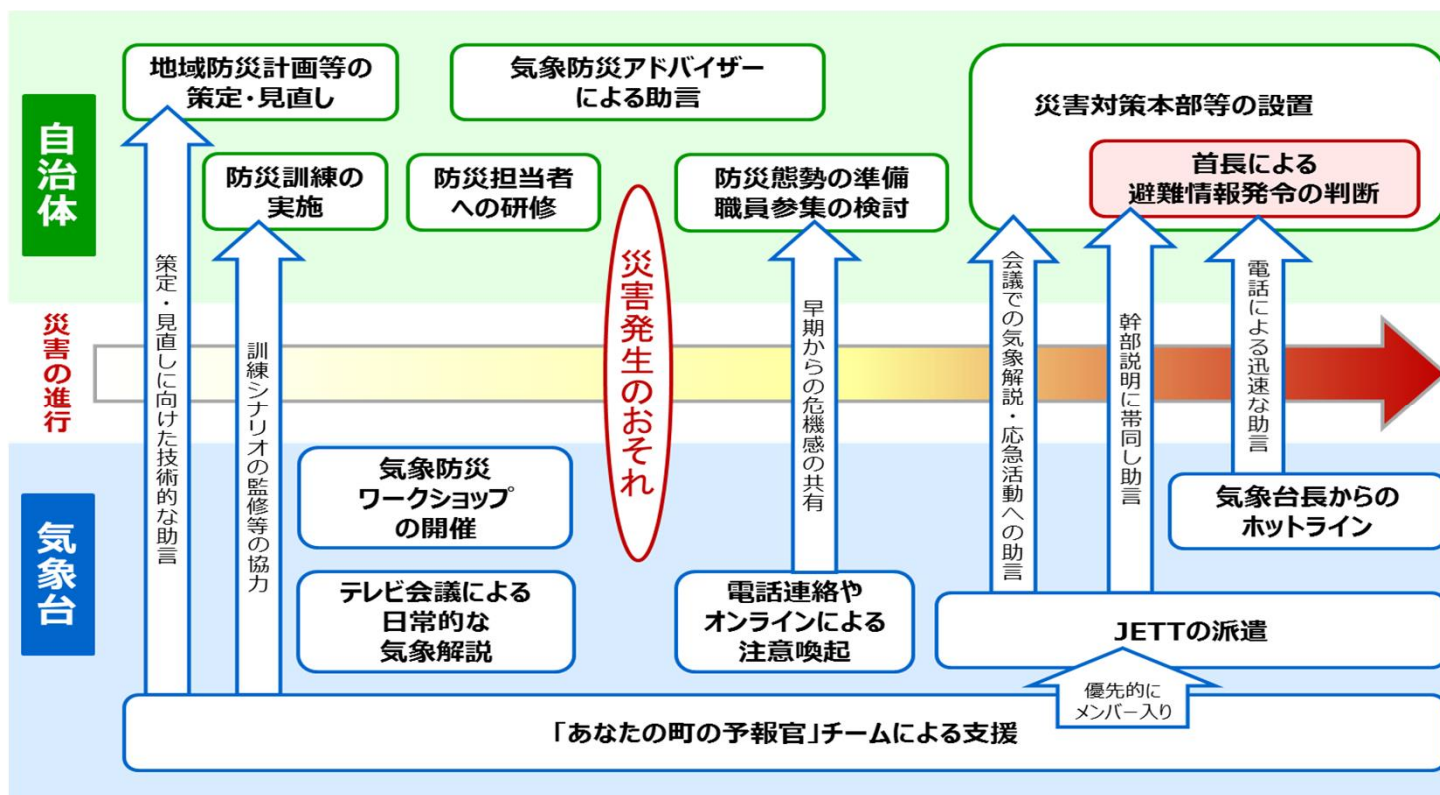 地域防災計画等の
策定・見直し
気象防災アドバイザー
による助言
災害対策本部等の設置
自治体
防災訓練の
実施
防災担当者
への研修
防災態勢の準備
職員参集の検討
首長による
避難情報発令の判断
災害の進行
策定・見直しに向けた技術的な助言
訓練シナリオの監修等の協力
災害発生のおそれ
早期からの危機感の共有
会議での気象解説・応急活動への助言
幹部説明に帯同し助言
電話による迅速な助言
気象台
気象防災
ワークショップ
の開催
気象台長からの
ホットライン
テレビ会議による
日常的な
気象解説
電話連絡や
オンラインによる
注意喚起
JETTの派遣
優先的に
メンバー入り
「あなたの町の予報官」チームによる支援